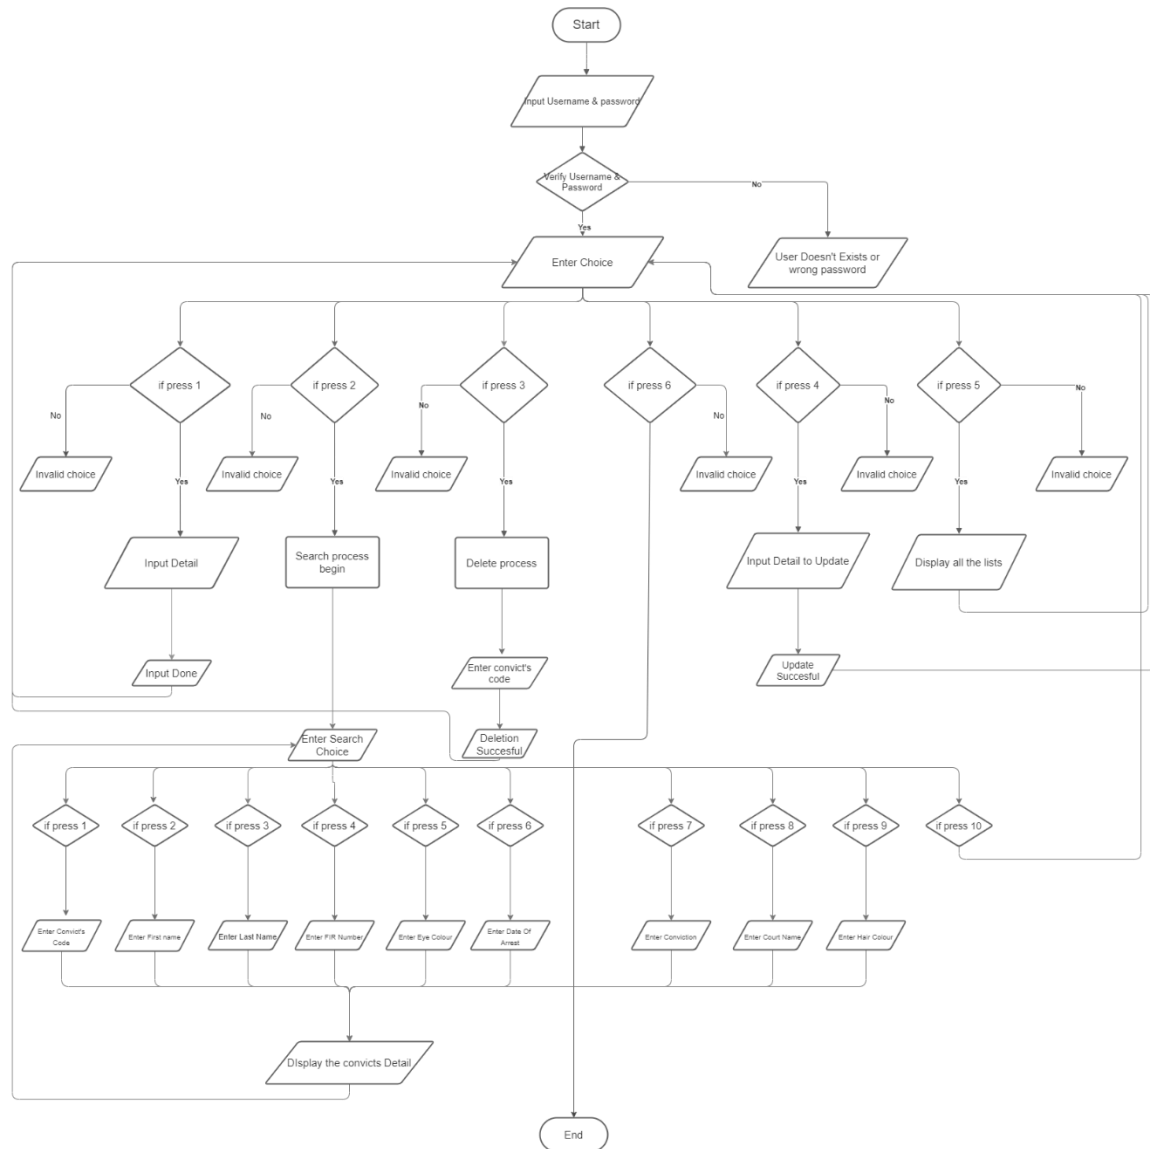 Start
Input Username & password
Verify Username &
Password
No
Yes
Enter Choice
User Doesn't Exists or
wrong password
if press 1
if press 2
if press 3
if press 6
if press 4
if press 5
No
No
No
No
No
No
Invalid choice
Invalid choice
Invalid choice
Invalid choice
Invalid choice
Invalid choice
Yes
Yes
Yes
Yes
Yes
Input Detail
Search process
begin
Delete process
Input Detail to Update
Display all the lists
Input Done
Enter convict's
code
Update
Succesful
Enter Search
Choice
Deletion
Succesful
if press 1
if press 2
if press 3
if press 4
if press 5
if press 6
if press 7
if press 8
if press 9
if press 10
Enter Convict's
Code
Enter First name
Enter Last Name
Enter FIR Number
Enter Eye Colour
Enter Date Of
Arrest
Enter Conviction
Enter Court Name
Enter Hair Colour
DIsplay the convicts Detail
End